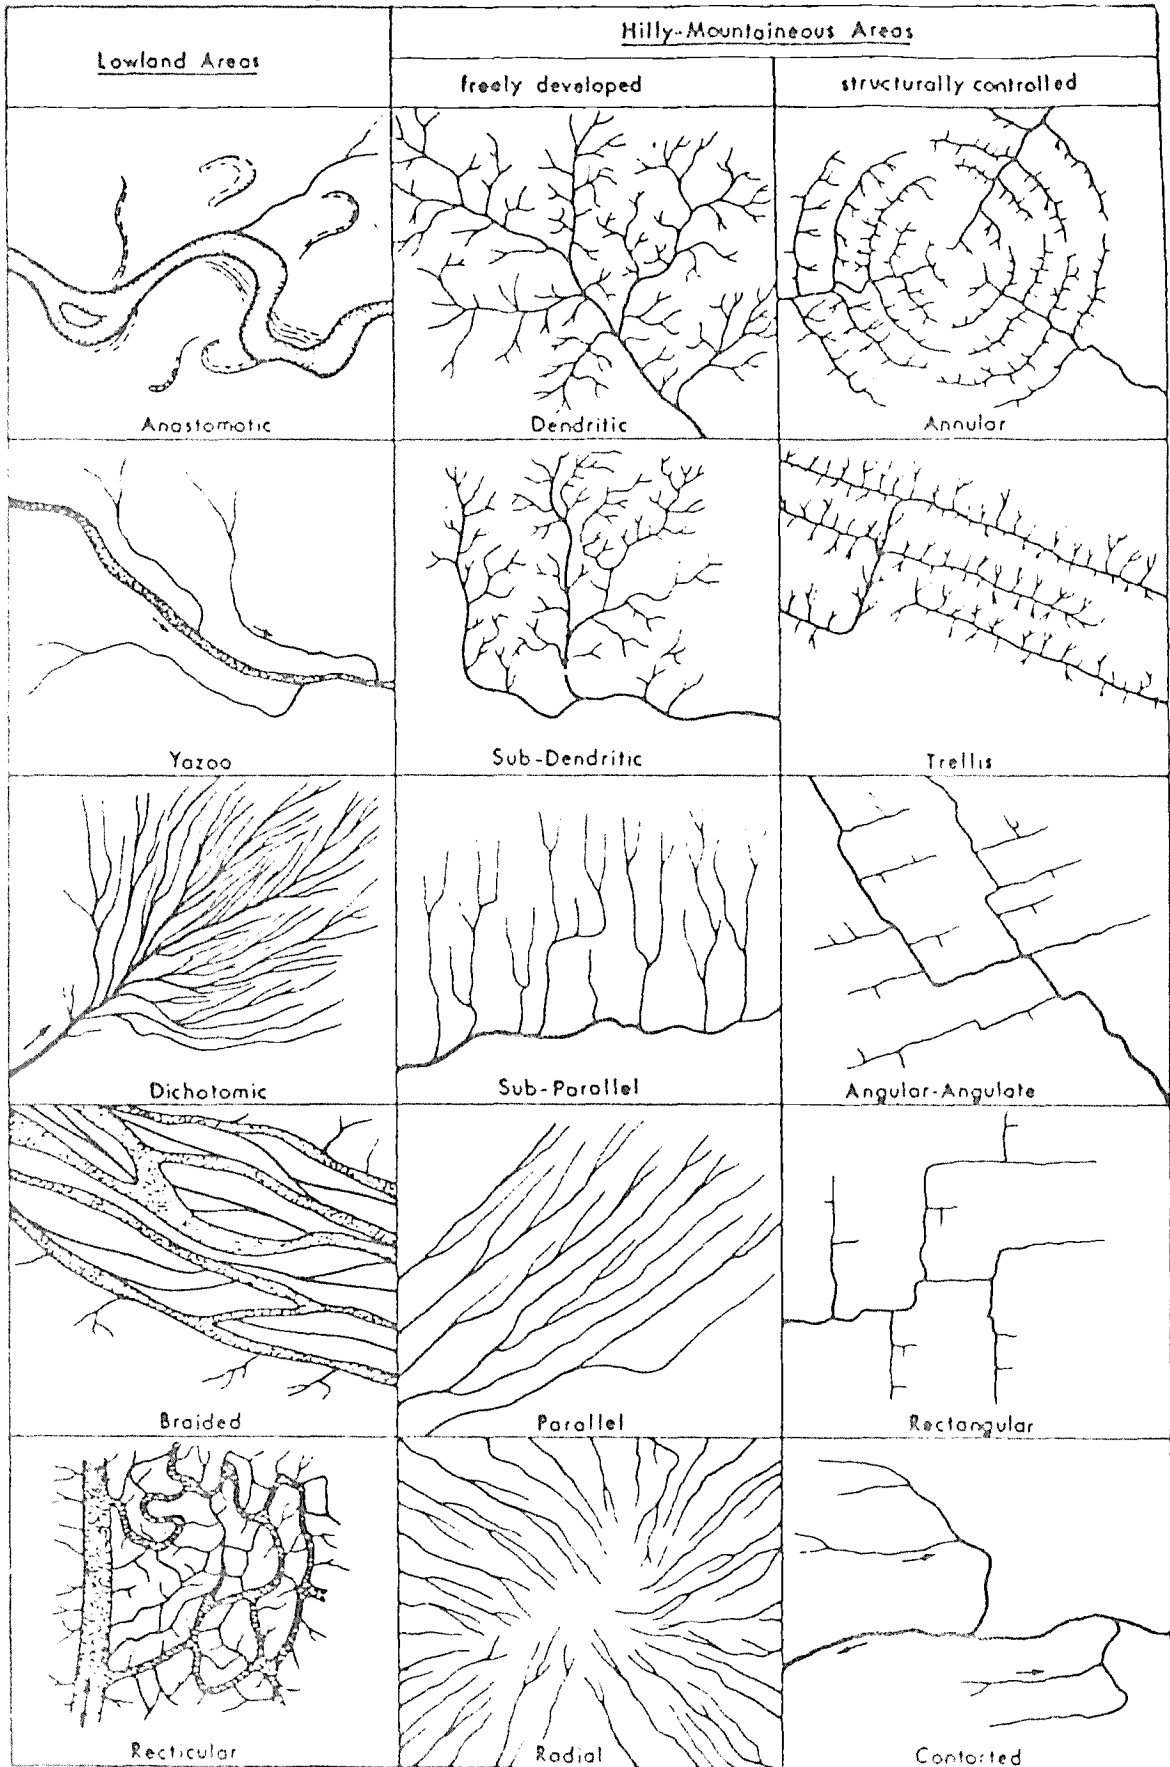 Lowland Areas
Hilly-Mountaineous Areas
freely developed
structurally controlled
Anastomotic
Dendritic
Annular
Yazoo
Sub-Dendritic
Trellis
Dichotomic
Sub-Parallel
Angular-Angulate
Braided
Parallel
Rectangular
Recticular
Radial
Contorted